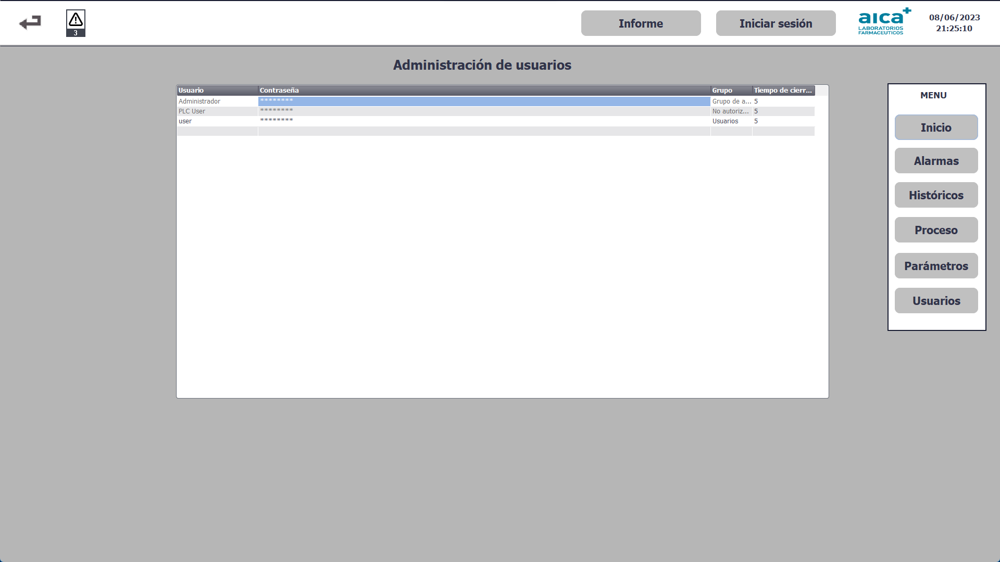 3
Informe
Iniciar sesión
aica+
LABORATORIOS
FARMACEUTICOS
08/06/2023
21:25:10
Administración de usuarios
Usuario Contraseña Grupo Tiempo de cierr...
Administrador ******** Grupo de a... 5
PLC User ******** No autoriz... 5
user ******** Usuarios 5
MENU
Inicio
Alarmas
Históricos
Proceso
Parámetros
Usuarios